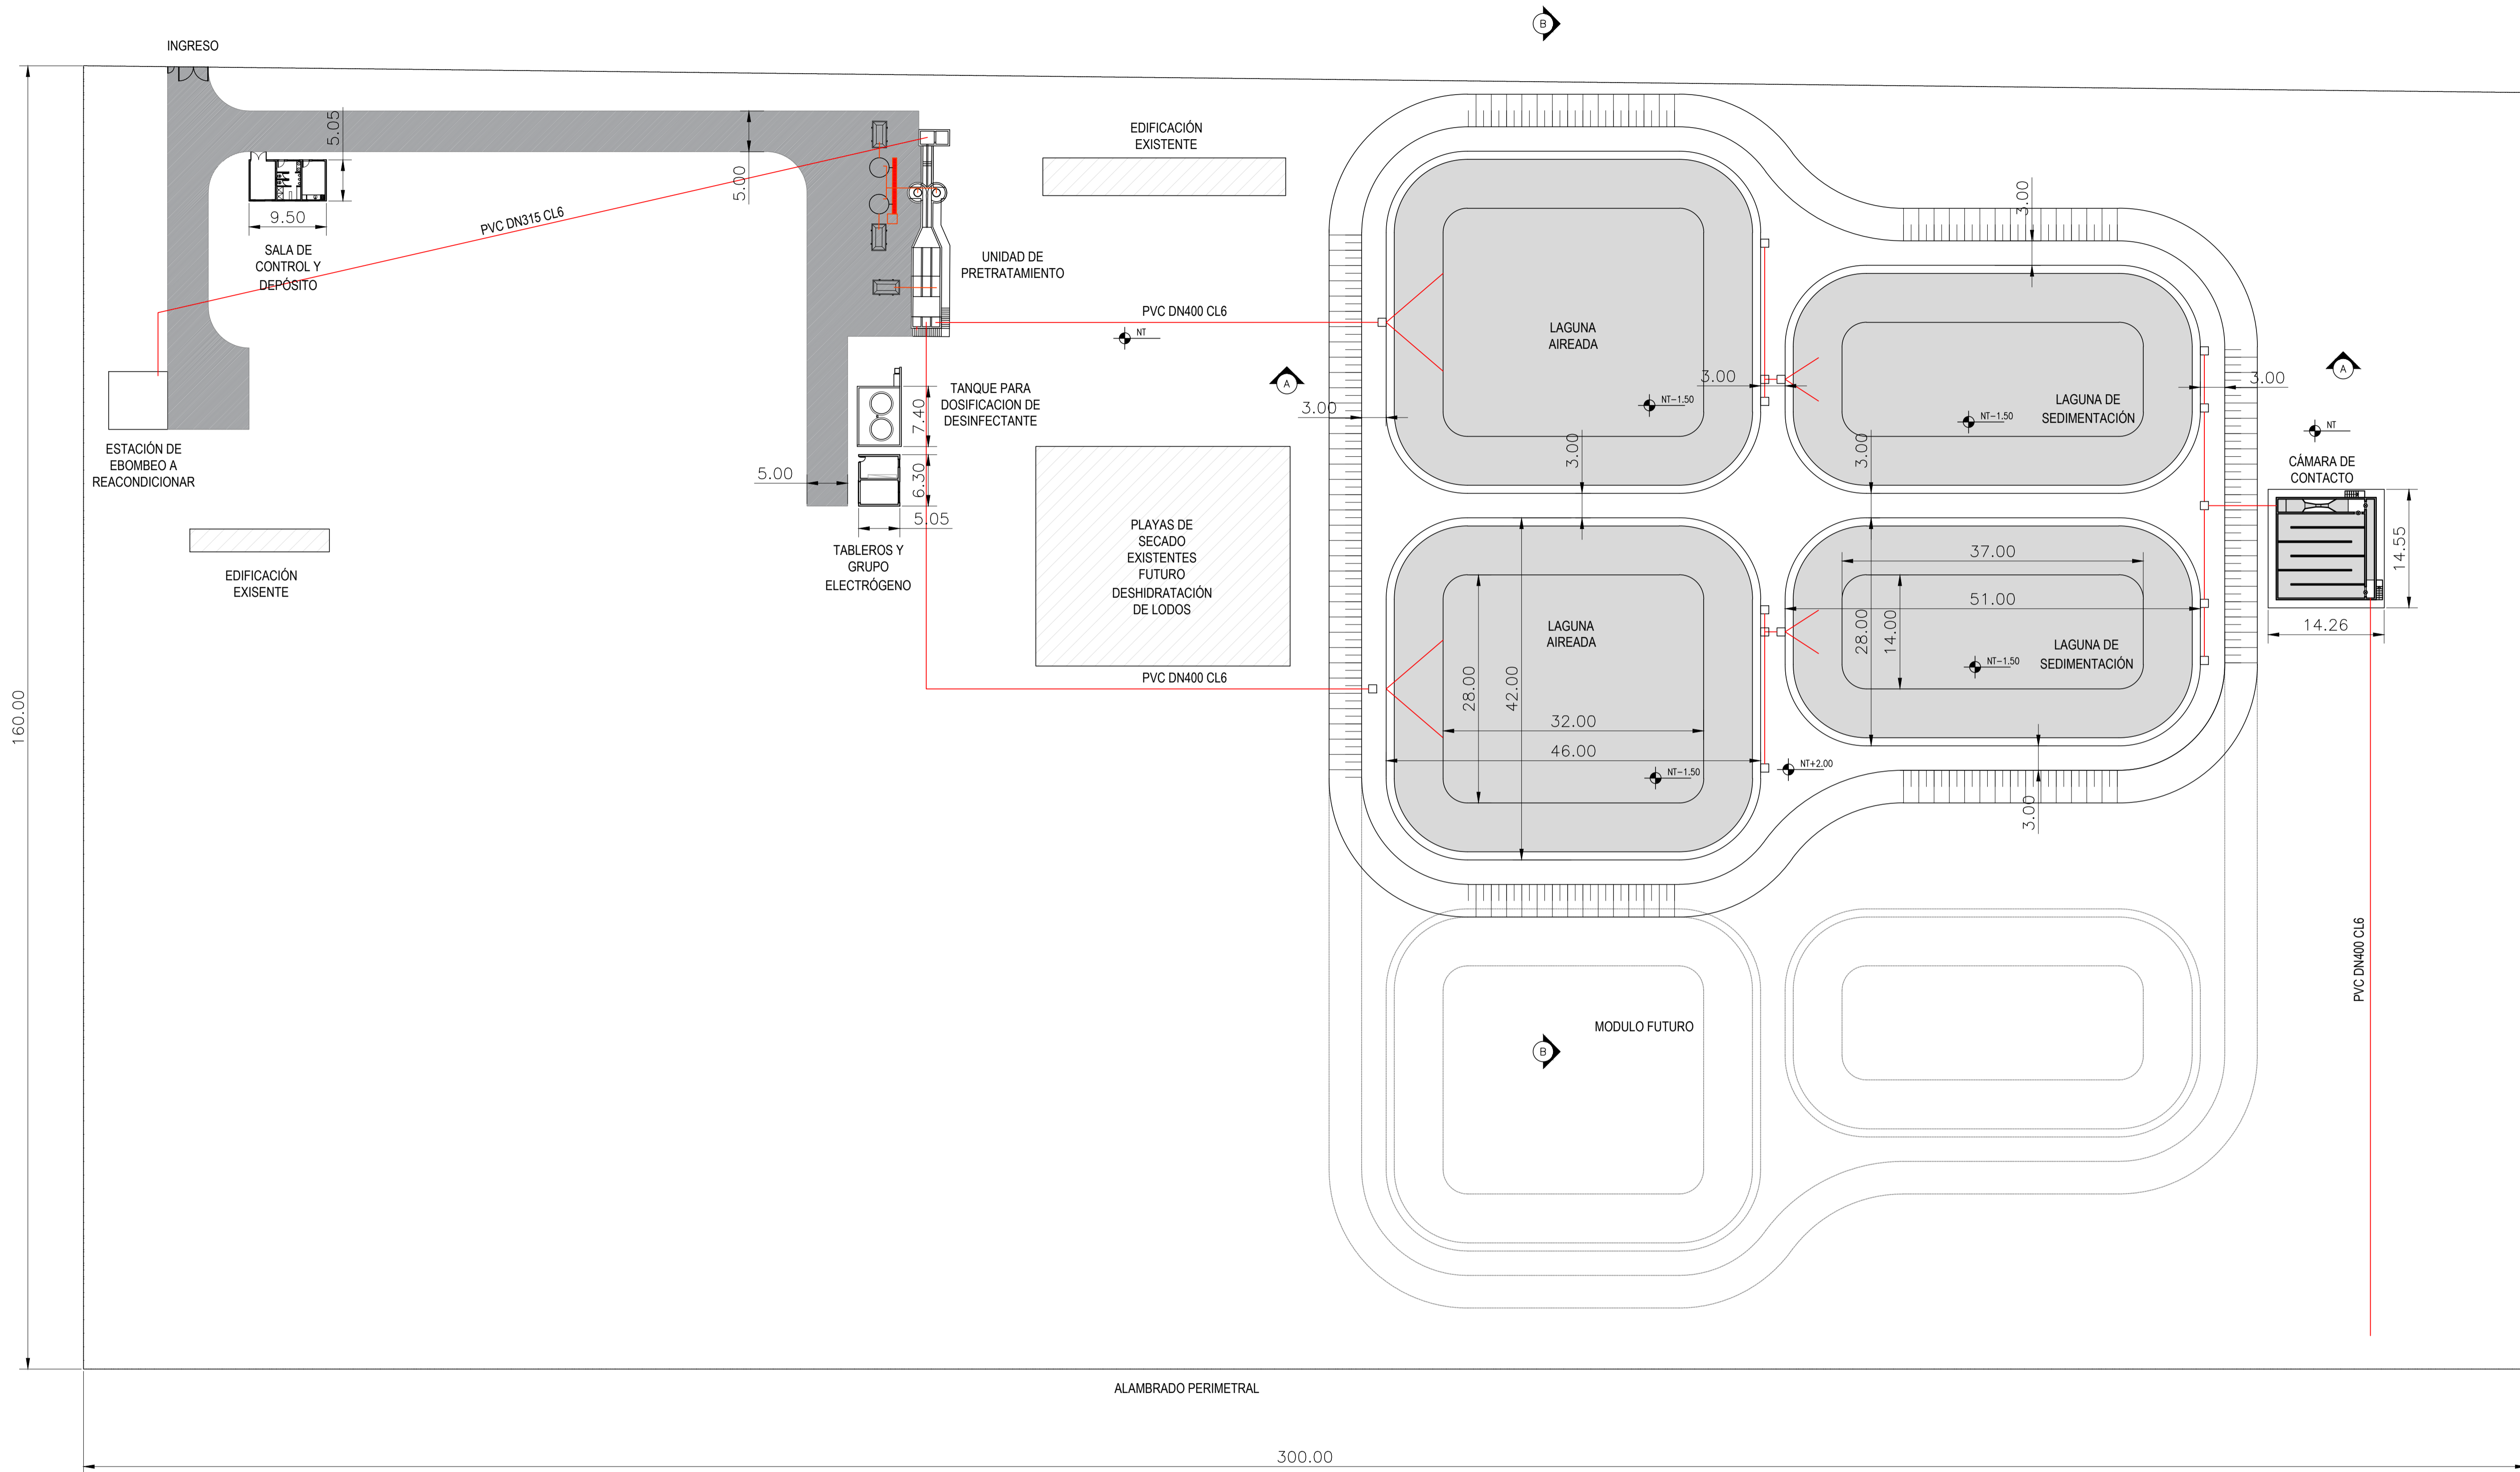 B
INGRESO
5.05
9.50
SALA DE
CONTROL Y
DEPÓSITO
PVC DN315 CL6
5.00
UNIDAD DE
PRETRATAMIENTO
EDIFICACIÓN
EXISTENTE
PVC DN400 CL6
NT
ESTACIÓN DE
EBOMBEO A
REACONDICIONAR
EDIFICACIÓN
EXISENTE
TANQUE PARA
DOSIFICACION DE
DESINFECTANTE
7.40
6.30
5.00
5.05
TABLEROS Y
GRUPO
ELECTRÓGENO
PLAYAS DE
SECADO
EXISTENTES
FUTURO
DESHIDRATACIÓN
DE LODOS
PVC DN400 CL6
A
3.00
LAGUNA
AIREADA
NT-1.50
3.00
3.00
3.00
LAGUNA DE
SEDIMENTACIÓN
NT-1.50
3.00
3.00
A
NT
CÁMARA DE
CONTACTO
14.55
14.26
LAGUNA
AIREADA
28.00
42.00
32.00
46.00
NT-1.50
NT+2.00
37.00
51.00
28.00
14.00
LAGUNA DE
SEDIMENTACIÓN
NT-1.50
3.00
PVC DN400 CL6
MODULO FUTURO
B
160.00
ALAMBRADO PERIMETRAL
300.00